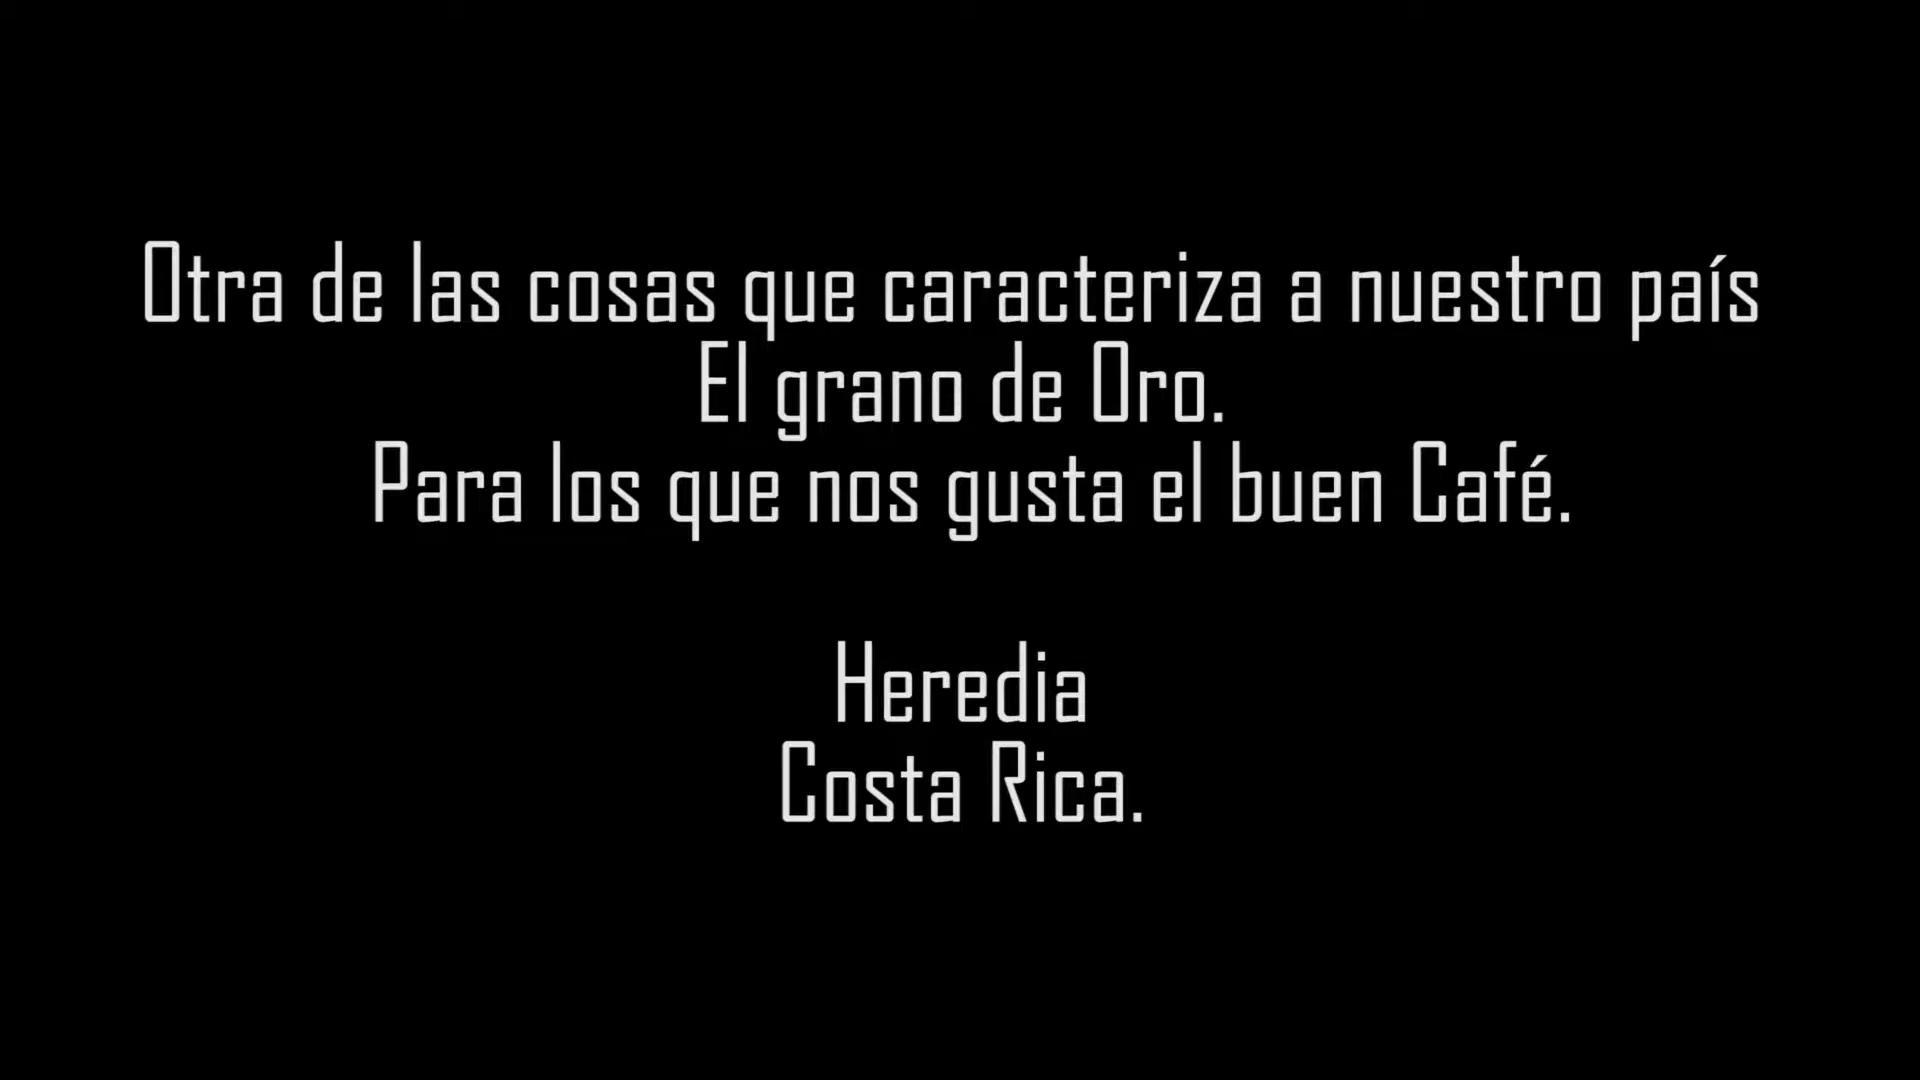 Otra de las cosas que caracteriza a nuestro país
El grano de Oro.
Para los que nos gusta el buen Café.
Heredia
Costa Rica.